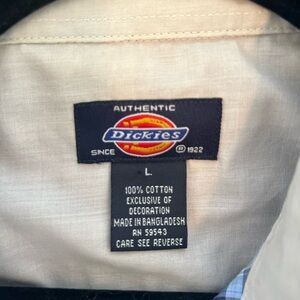 AUTHENTIC
Dickies
SINCE ® 1922
L
100% COTTON
EXCLUSIVE OF
DECORATION
MADE IN BANGLADESH
RN 59543
CARE SEE REVERSE